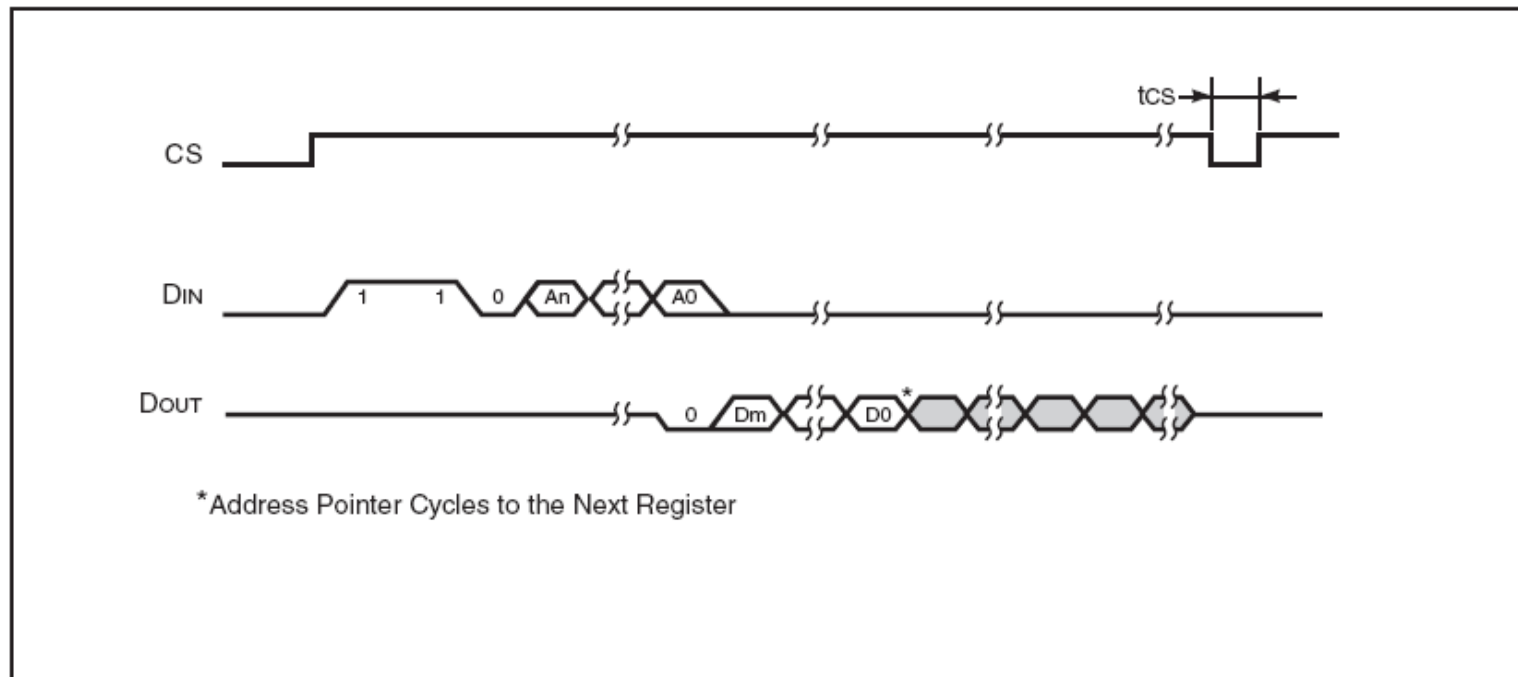 tCS
CS
DIN 1 1 0 An A0
DOUT 0 Dm D0 *
*Address Pointer Cycles to the Next Register